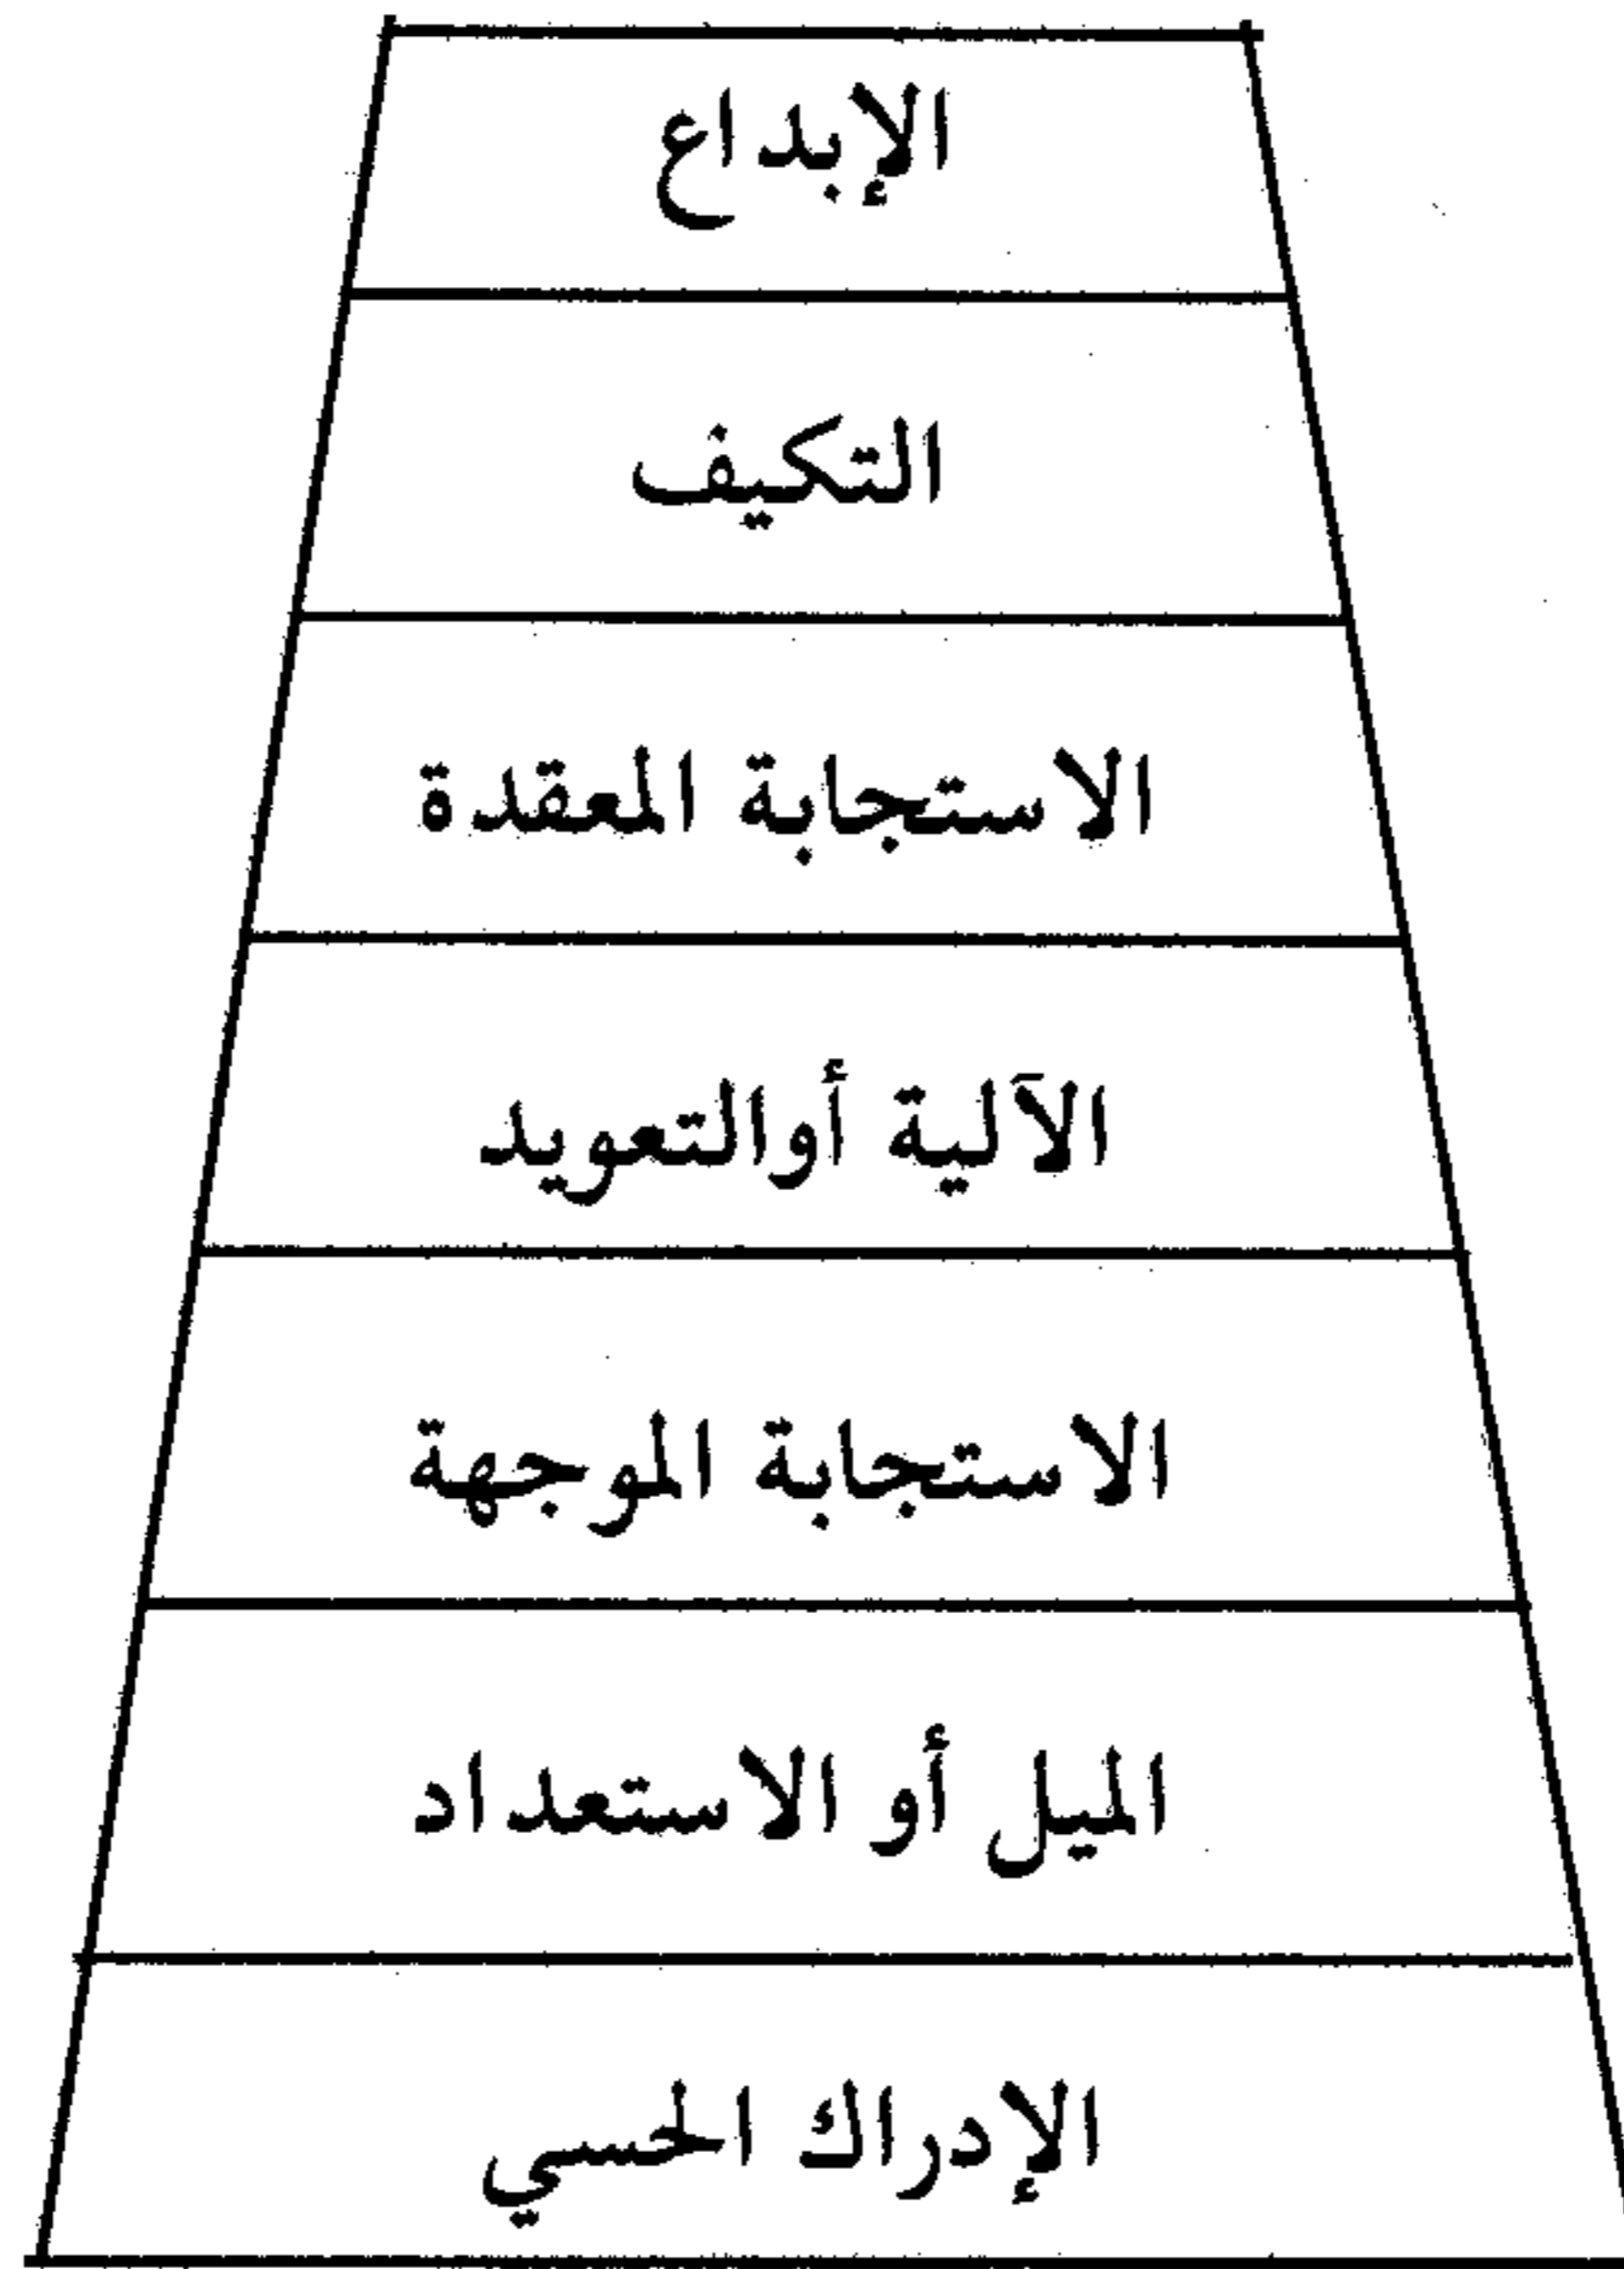 الإبداع
التكيف
الاستجابة المعقدة
الآلية أوالتعويد
الاستجابة الموجهة
الميل أو الاستعداد
الإدراك الحسي